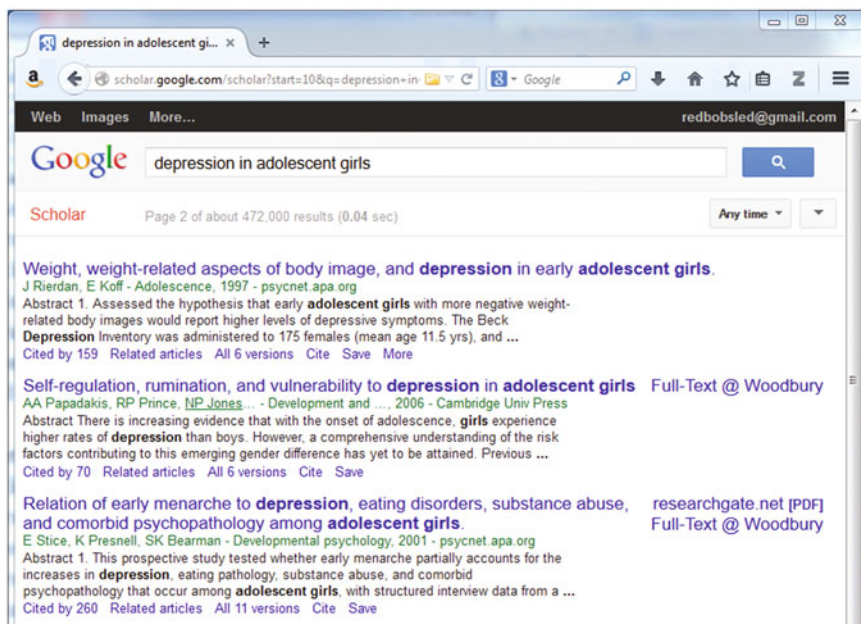 depression in adolescent gi... × +
a scholar.google.com/scholar?start=10&q=depression+in 8 Google Z
Web Images More... redbobsled@gmail.com
Google depression in adolescent girls
Scholar Page 2 of about 472,000 results (0.04 sec) Any time
Weight, weight-related aspects of body image, and depression in early adolescent girls.
J Rierdan, E Koff - Adolescence, 1997 - psycnet.apa.org
Abstract 1. Assessed the hypothesis that early adolescent girls with more negative weight-
related body images would report higher levels of depressive symptoms. The Beck
Depression Inventory was administered to 175 females (mean age 11.5 yrs), and ...
Cited by 159 Related articles All 6 versions Cite Save More
Self-regulation, rumination, and vulnerability to depression in adolescent girls Full-Text @ Woodbury
AA Papadakis, RP Prince, NP Jones... - Development and ..., 2006 - Cambridge Univ Press
Abstract There is increasing evidence that with the onset of adolescence, girls experience
higher rates of depression than boys. However, a comprehensive understanding of the risk
factors contributing to this emerging gender difference has yet to be attained. Previous ...
Cited by 70 Related articles All 6 versions Cite Save
Relation of early menarche to depression, eating disorders, substance abuse, researchgate.net [PDF]
and comorbid psychopathology among adolescent girls. Full-Text @ Woodbury
E Stice, K Presnell, SK Bearman - Developmental psychology, 2001 - psycnet.apa.org
Abstract 1. This prospective study tested whether early menarche partially accounts for the
increases in depression, eating pathology, substance abuse, and comorbid
psychopathology that occur among adolescent girls, with structured interview data from a ...
Cited by 260 Related articles All 11 versions Cite Save